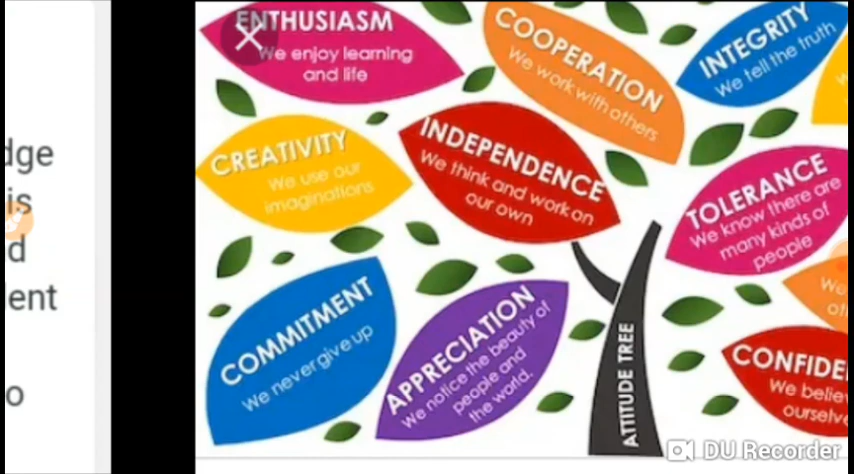 dge
is
d
ent
o
ENTHUSIASM
We enjoy learning
and life
COOPERATION
We work with others
INTEGRITY
We tell the truth
CREATIVITY
We use our
imaginations
INDEPENDENCE
We think and work on
our own
TOLERANCE
We know there are
many kinds of
people
COMMITMENT
We never give up
APPRECIATION
We notice the beauty of
people and
the world.
We
ATTITUDE TREE
CONFIDE
We believ
ourselve
DU Recorder